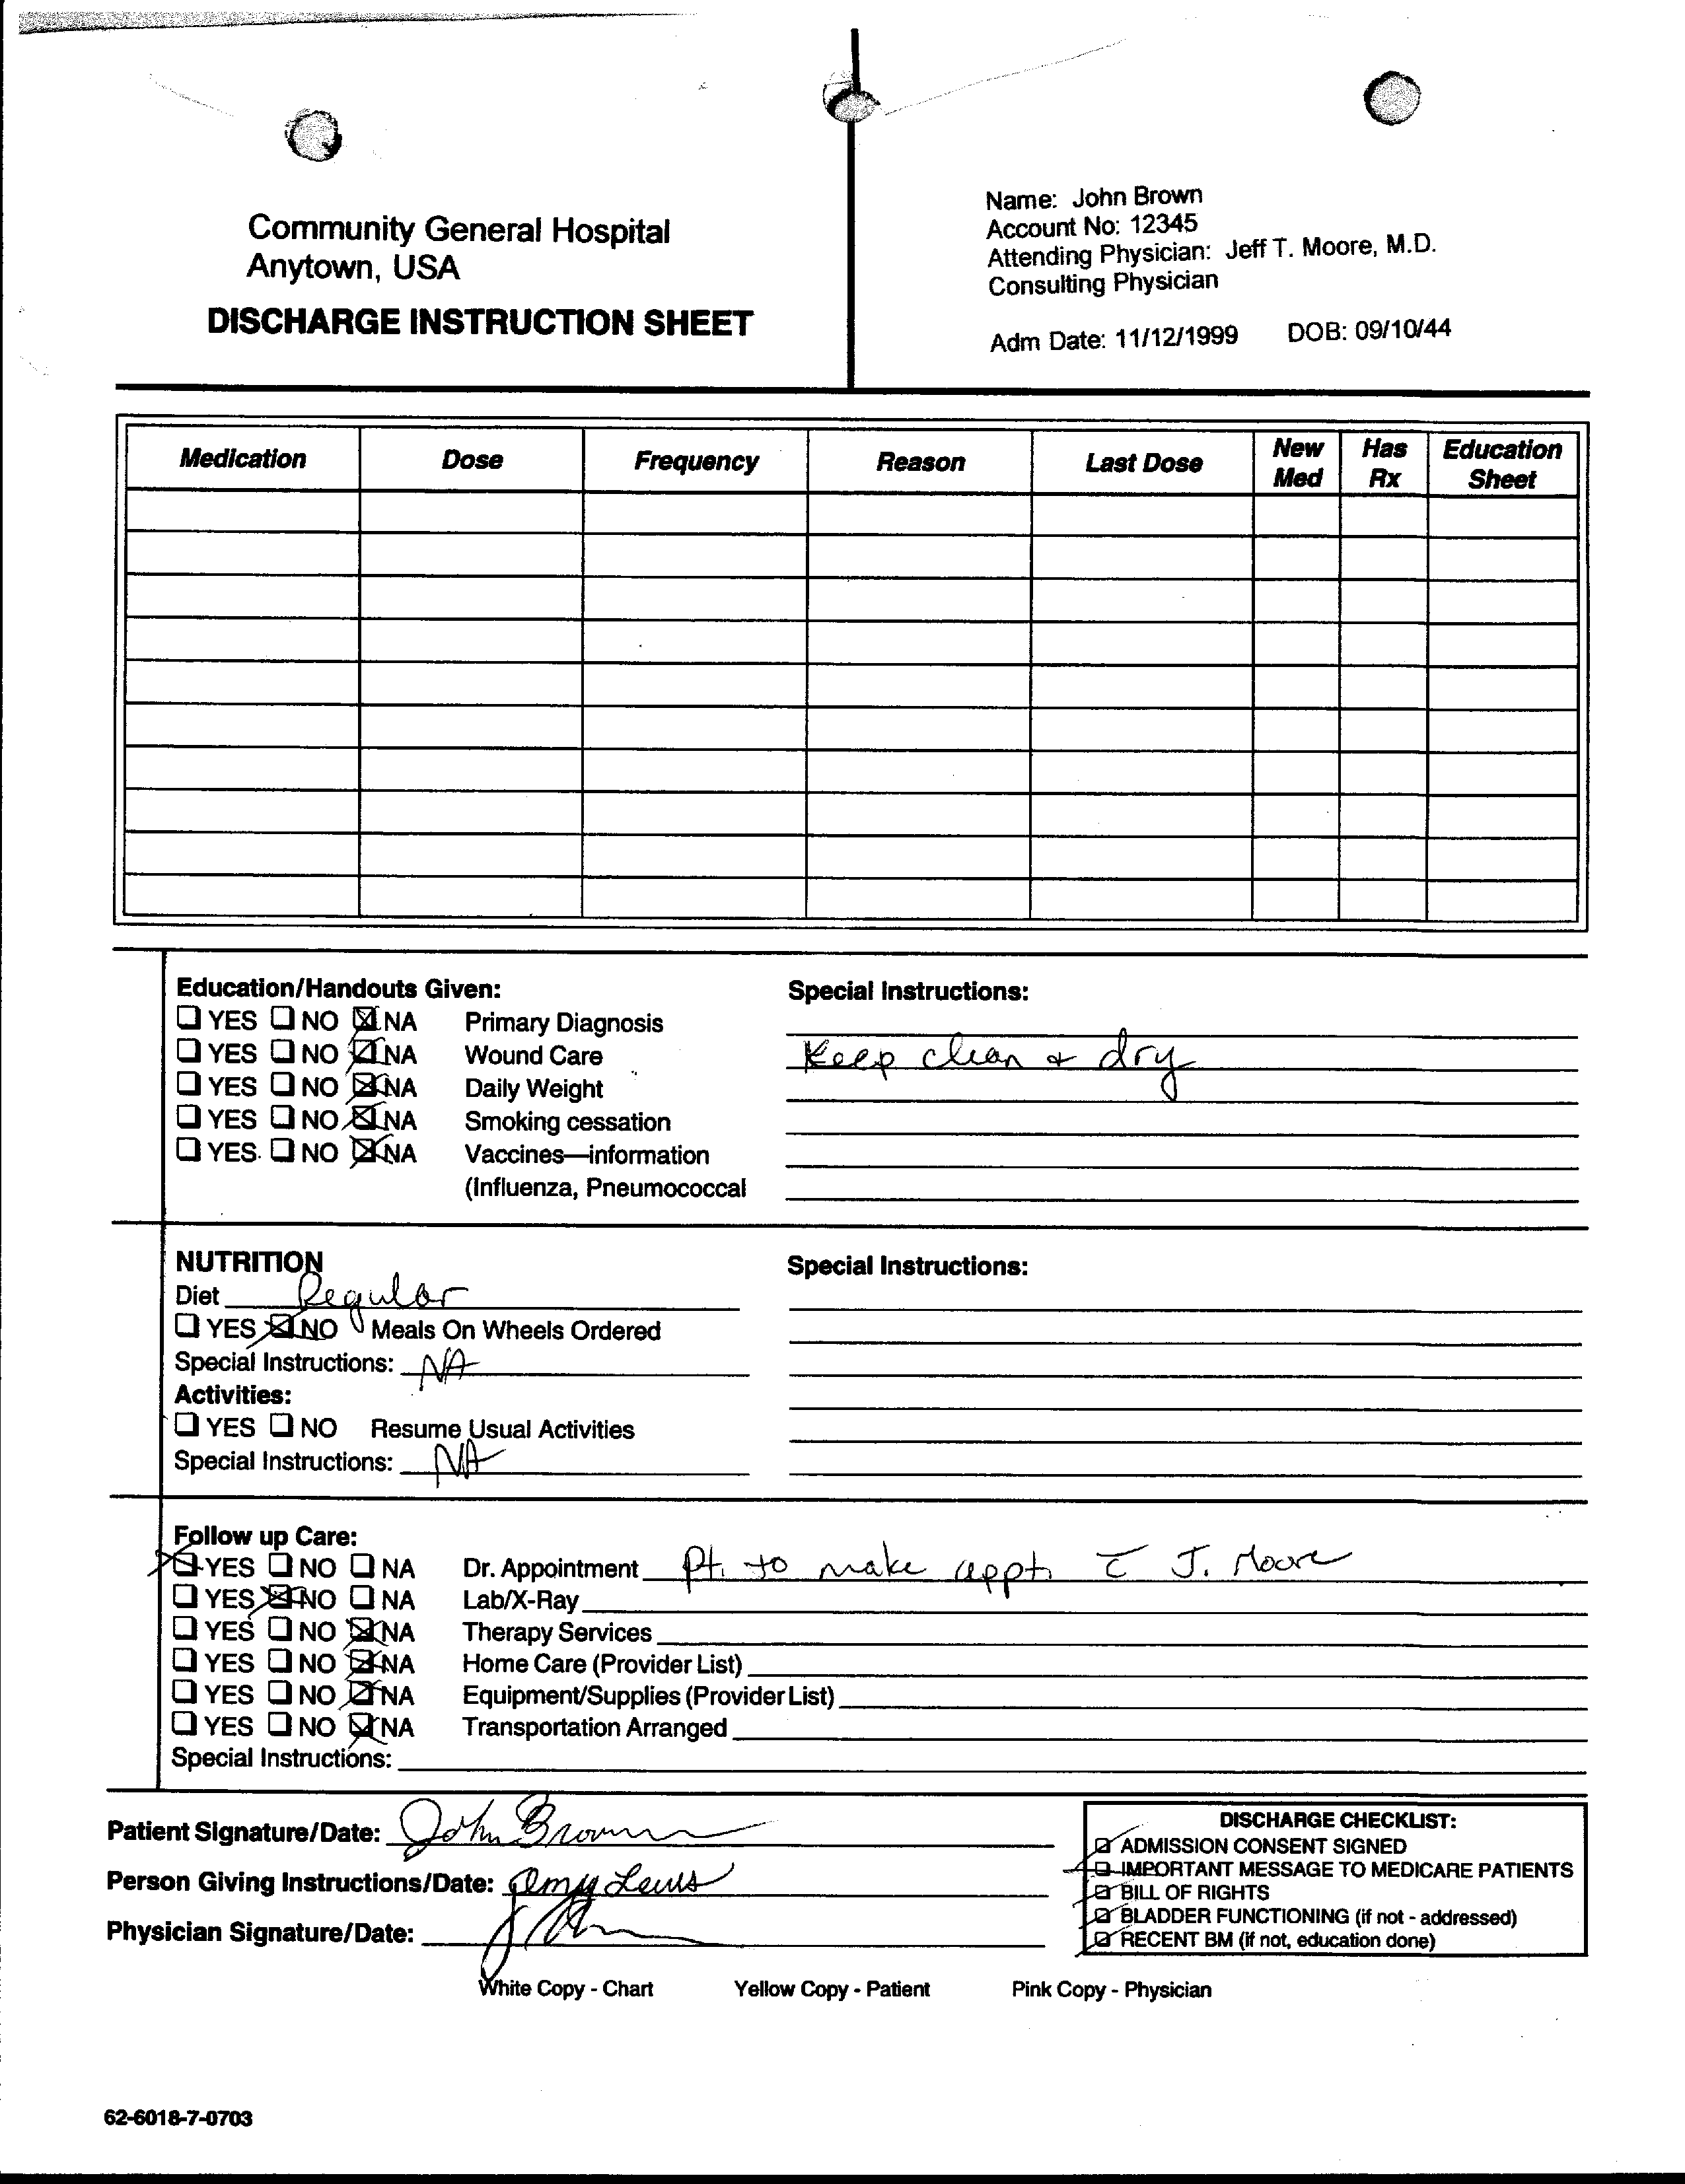 Community General Hospital
Anytown, USA
DISCHARGE INSTRUCTION SHEET
Name: John Brown
Account No: 12345
Attending Physician: Jeff T. Moore, M.D.
Consulting Physician
Adm Date: 11/12/1999 DOB: 09/10/44
Medication Dose Frequency Reason Last Dose New Med Has Rx Education Sheet
Education/Handouts Given:
☐ YES ☐ NO ☒ NA Primary Diagnosis
☐ YES ☐ NO ☒ NA Wound Care
☐ YES ☐ NO ☒ NA Daily Weight
☐ YES ☐ NO ☒ NA Smoking cessation
☐ YES ☐ NO ☒ NA Vaccines—information
(Influenza, Pneumococcal
Special Instructions:
Keep clean + dry
NUTRITION
Diet Regular
☐ YES ☒ NO Meals On Wheels Ordered
Special Instructions: NA
Activities:
☐ YES ☐ NO Resume Usual Activities
Special Instructions: NA
Special Instructions:
Follow up Care:
☒ YES ☐ NO ☐ NA Dr. Appointment Pt. to make appt. c̄ J. Moore
☐ YES ☒ NO ☐ NA Lab/X-Ray
☐ YES ☐ NO ☒ NA Therapy Services
☐ YES ☐ NO ☒ NA Home Care (Provider List)
☐ YES ☐ NO ☒ NA Equipment/Supplies (Provider List)
☐ YES ☐ NO ☒ NA Transportation Arranged
Special Instructions:
Patient Signature/Date: John Brown
Person Giving Instructions/Date: Amy Lewis
Physician Signature/Date:
DISCHARGE CHECKLIST:
☑ ADMISSION CONSENT SIGNED
☑ IMPORTANT MESSAGE TO MEDICARE PATIENTS
☑ BILL OF RIGHTS
☑ BLADDER FUNCTIONING (if not - addressed)
☑ RECENT BM (if not, education done)
White Copy - Chart Yellow Copy - Patient Pink Copy - Physician
62-6018-7-0703